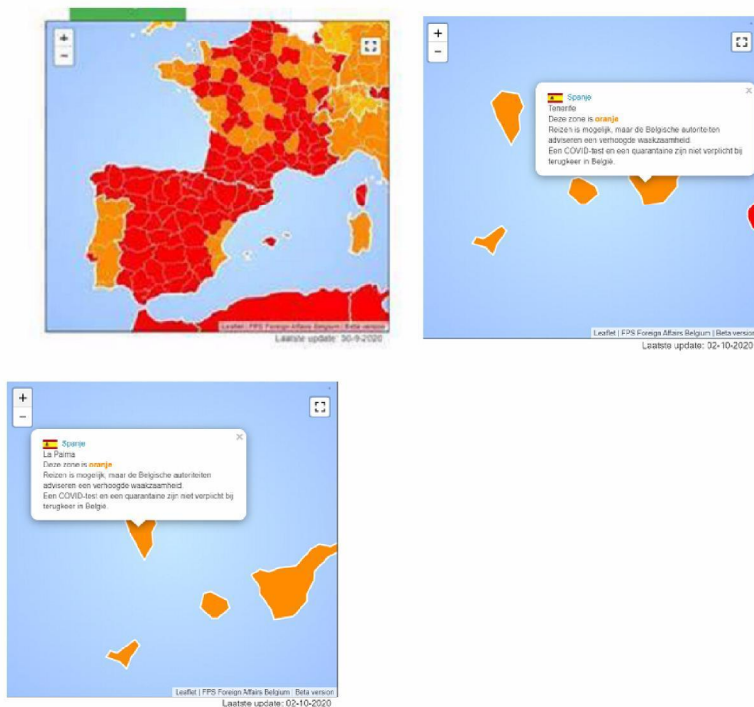 +
−
Leaflet | FPS Foreign Affairs Belgium | Beta version
Laatste update: 30-9-2020
+
−
Spanje
Tenerife
Deze zone is oranje
Reizen is mogelijk, maar de Belgische autoriteiten
adviseren een verhoogde waakzaamheid.
Een COVID-test en een quarantaine zijn niet verplicht bij
terugkeer in België.
Leaflet | FPS Foreign Affairs Belgium | Beta version
Laatste update: 02-10-2020
+
−
Spanje
La Palma
Deze zone is oranje
Reizen is mogelijk, maar de Belgische autoriteiten
adviseren een verhoogde waakzaamheid.
Een COVID-test en een quarantaine zijn niet verplicht bij
terugkeer in België.
Leaflet | FPS Foreign Affairs Belgium | Beta version
Laatste update: 02-10-2020